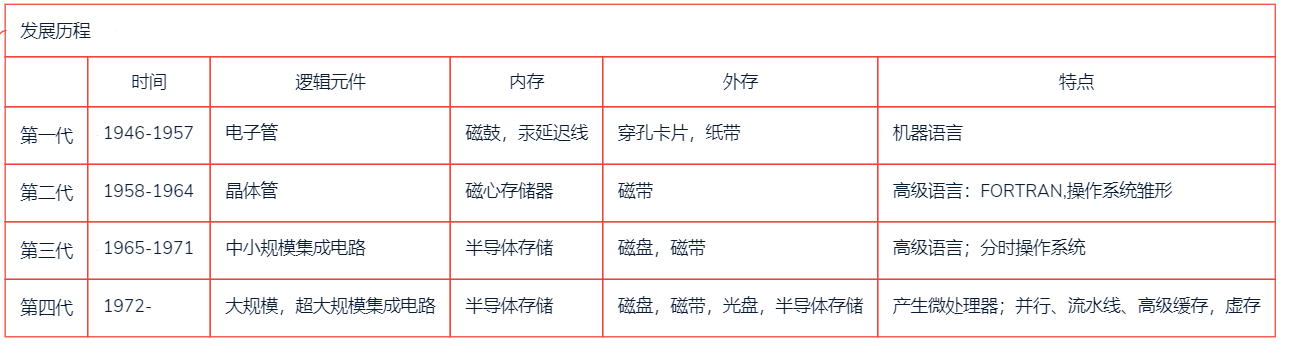 发展历程
时间 逻辑元件 内存 外存 特点
第一代 1946-1957 电子管 磁鼓，汞延迟线 穿孔卡片，纸带 机器语言
第二代 1958-1964 晶体管 磁心存储器 磁带 高级语言：FORTRAN,操作系统雏形
第三代 1965-1971 中小规模集成电路 半导体存储 磁盘，磁带 高级语言；分时操作系统
第四代 1972- 大规模，超大规模集成电路 半导体存储 磁盘，磁带，光盘，半导体存储 产生微处理器；并行、流水线、高级缓存，虚存